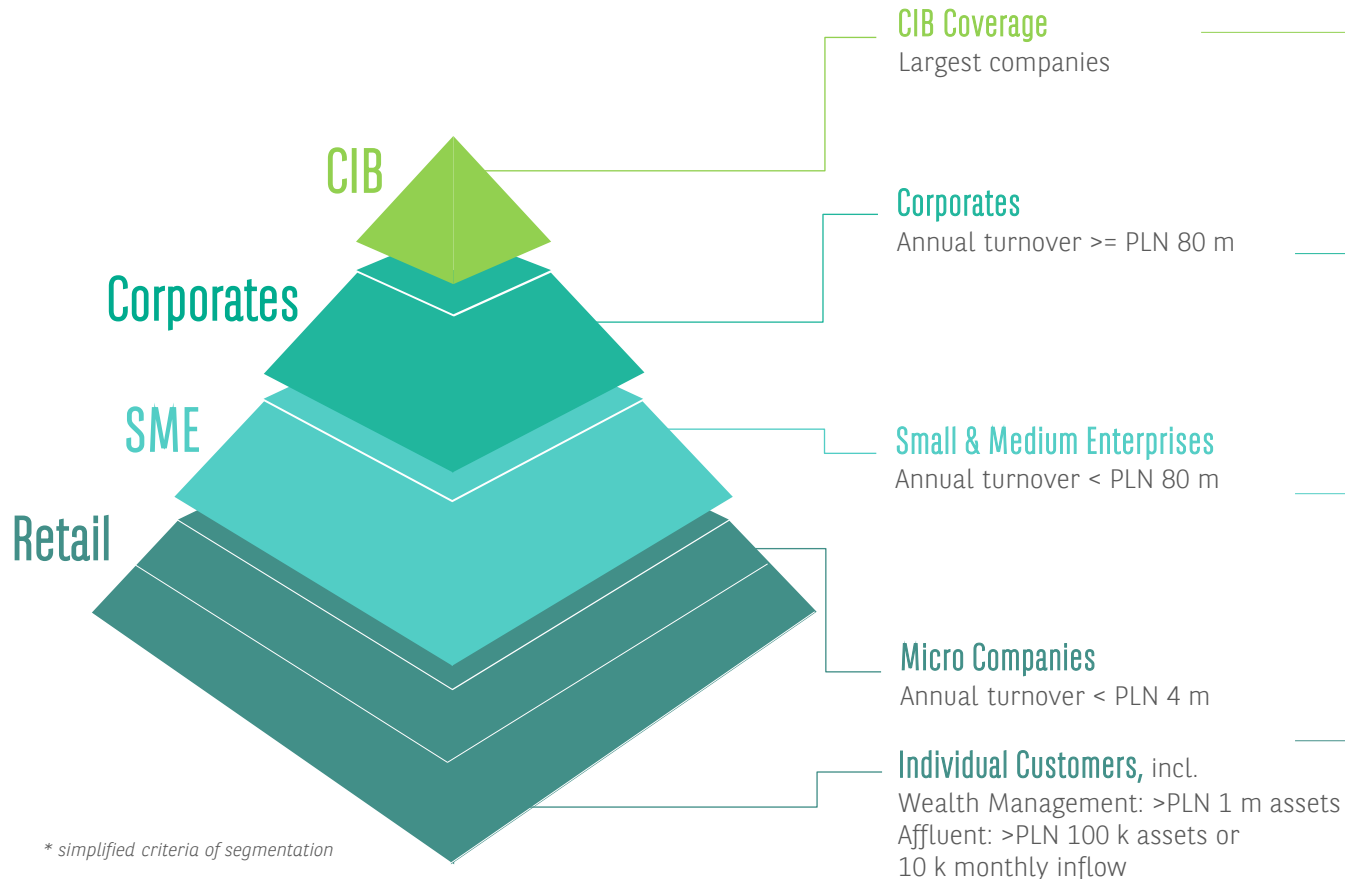 CIB Coverage
Largest companies
CIB
Corporates
Annual turnover >= PLN 80 m
Corporates
SME
Small & Medium Enterprises
Annual turnover < PLN 80 m
Retail
Micro Companies
Annual turnover < PLN 4 m
Individual Customers, incl.
Wealth Management: >PLN 1 m assets
Affluent: >PLN 100 k assets or
10 k monthly inflow
* simplified criteria of segmentation